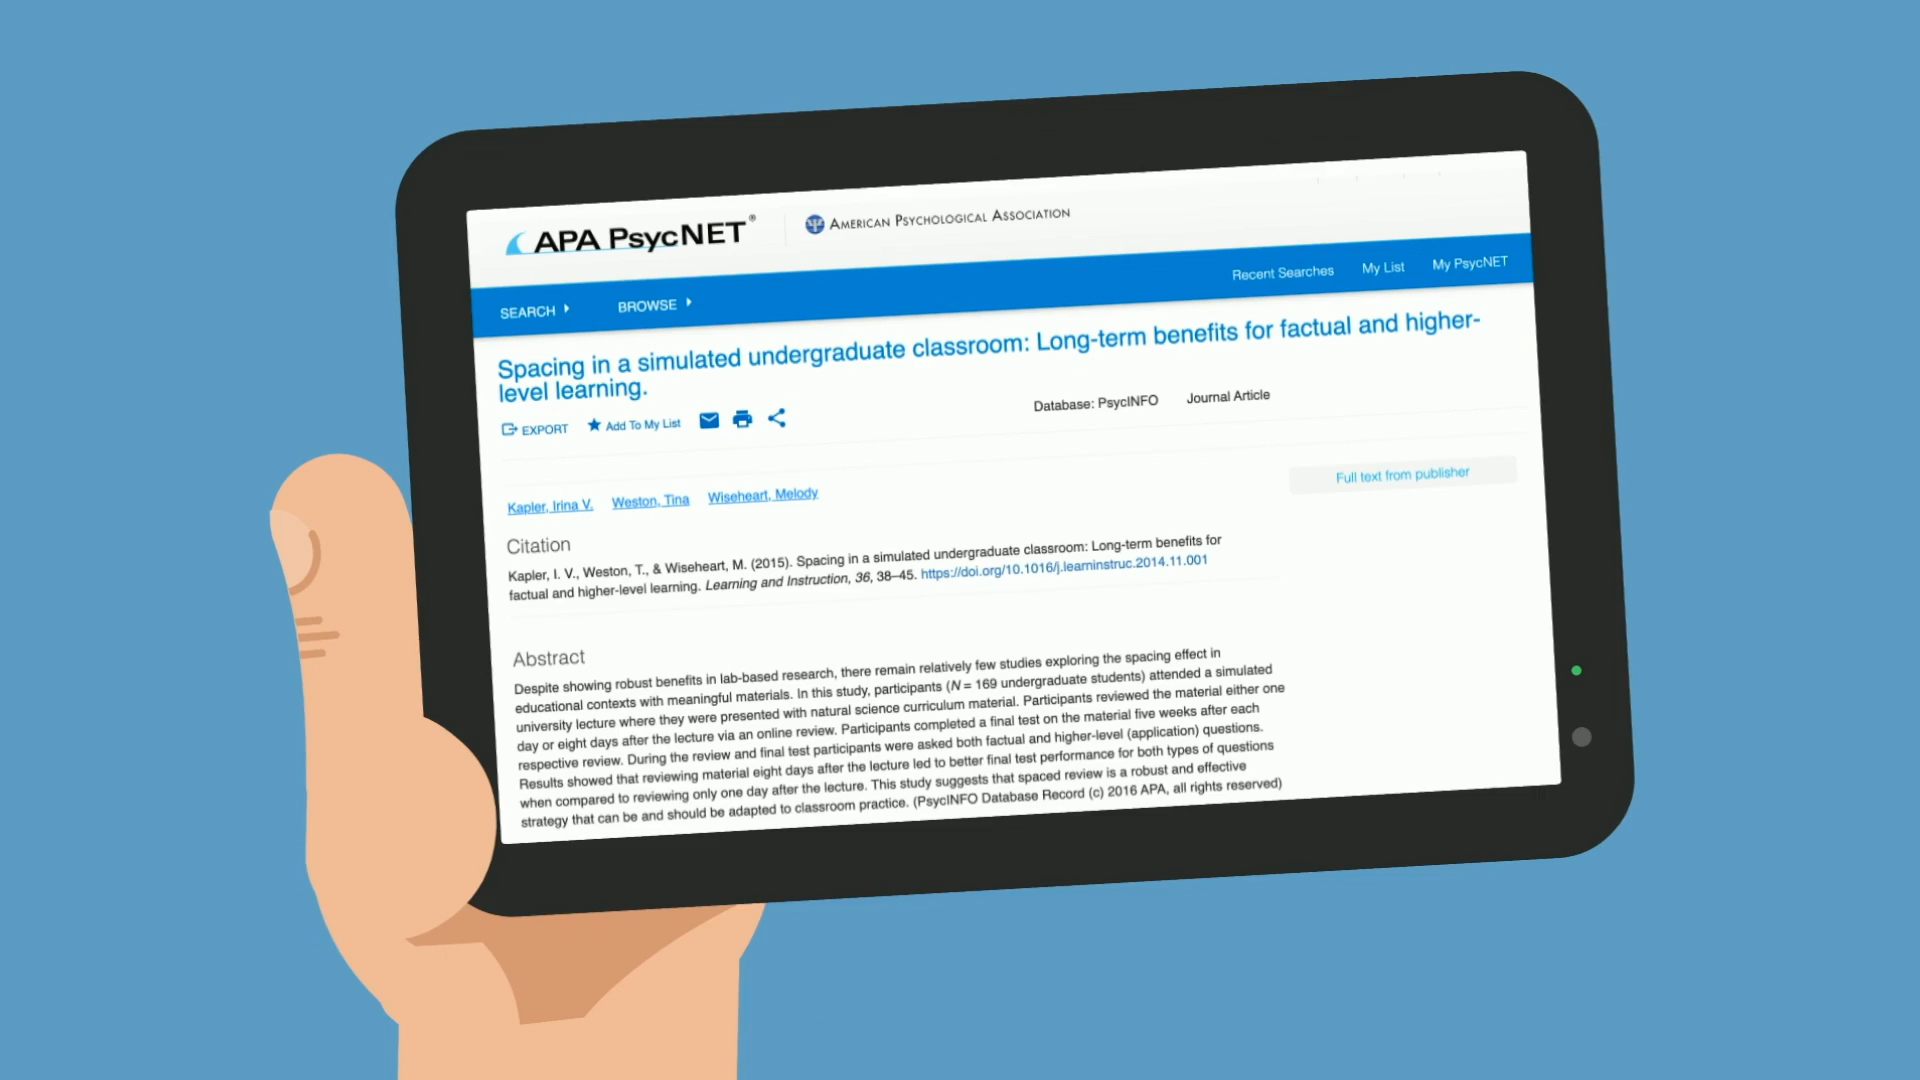 APA PsycNET®
AMERICAN PSYCHOLOGICAL ASSOCIATION
SEARCH
BROWSE
Recent Searches
My List
My PsycNET
Spacing in a simulated undergraduate classroom: Long-term benefits for factual and higher-
level learning.
EXPORT
Add To My List
Database: PsycINFO
Journal Article
Full text from publisher
Kapler, Irina V.
Weston, Tina
Wiseheart, Melody
Citation
Kapler, I. V., Weston, T., & Wiseheart, M. (2015). Spacing in a simulated undergraduate classroom: Long-term benefits for
factual and higher-level learning. Learning and Instruction, 36, 38–45. https://doi.org/10.1016/j.learninstruc.2014.11.001
Abstract
Despite showing robust benefits in lab-based research, there remain relatively few studies exploring the spacing effect in
educational contexts with meaningful materials. In this study, participants (N = 169 undergraduate students) attended a simulated
university lecture where they were presented with natural science curriculum material. Participants reviewed the material either one
day or eight days after the lecture via an online review. Participants completed a final test on the material five weeks after each
respective review. During the review and final test participants were asked both factual and higher-level (application) questions.
Results showed that reviewing material eight days after the lecture led to better final test performance for both types of questions
when compared to reviewing only one day after the lecture. This study suggests that spaced review is a robust and effective
strategy that can be and should be adapted to classroom practice. (PsycINFO Database Record (c) 2016 APA, all rights reserved)